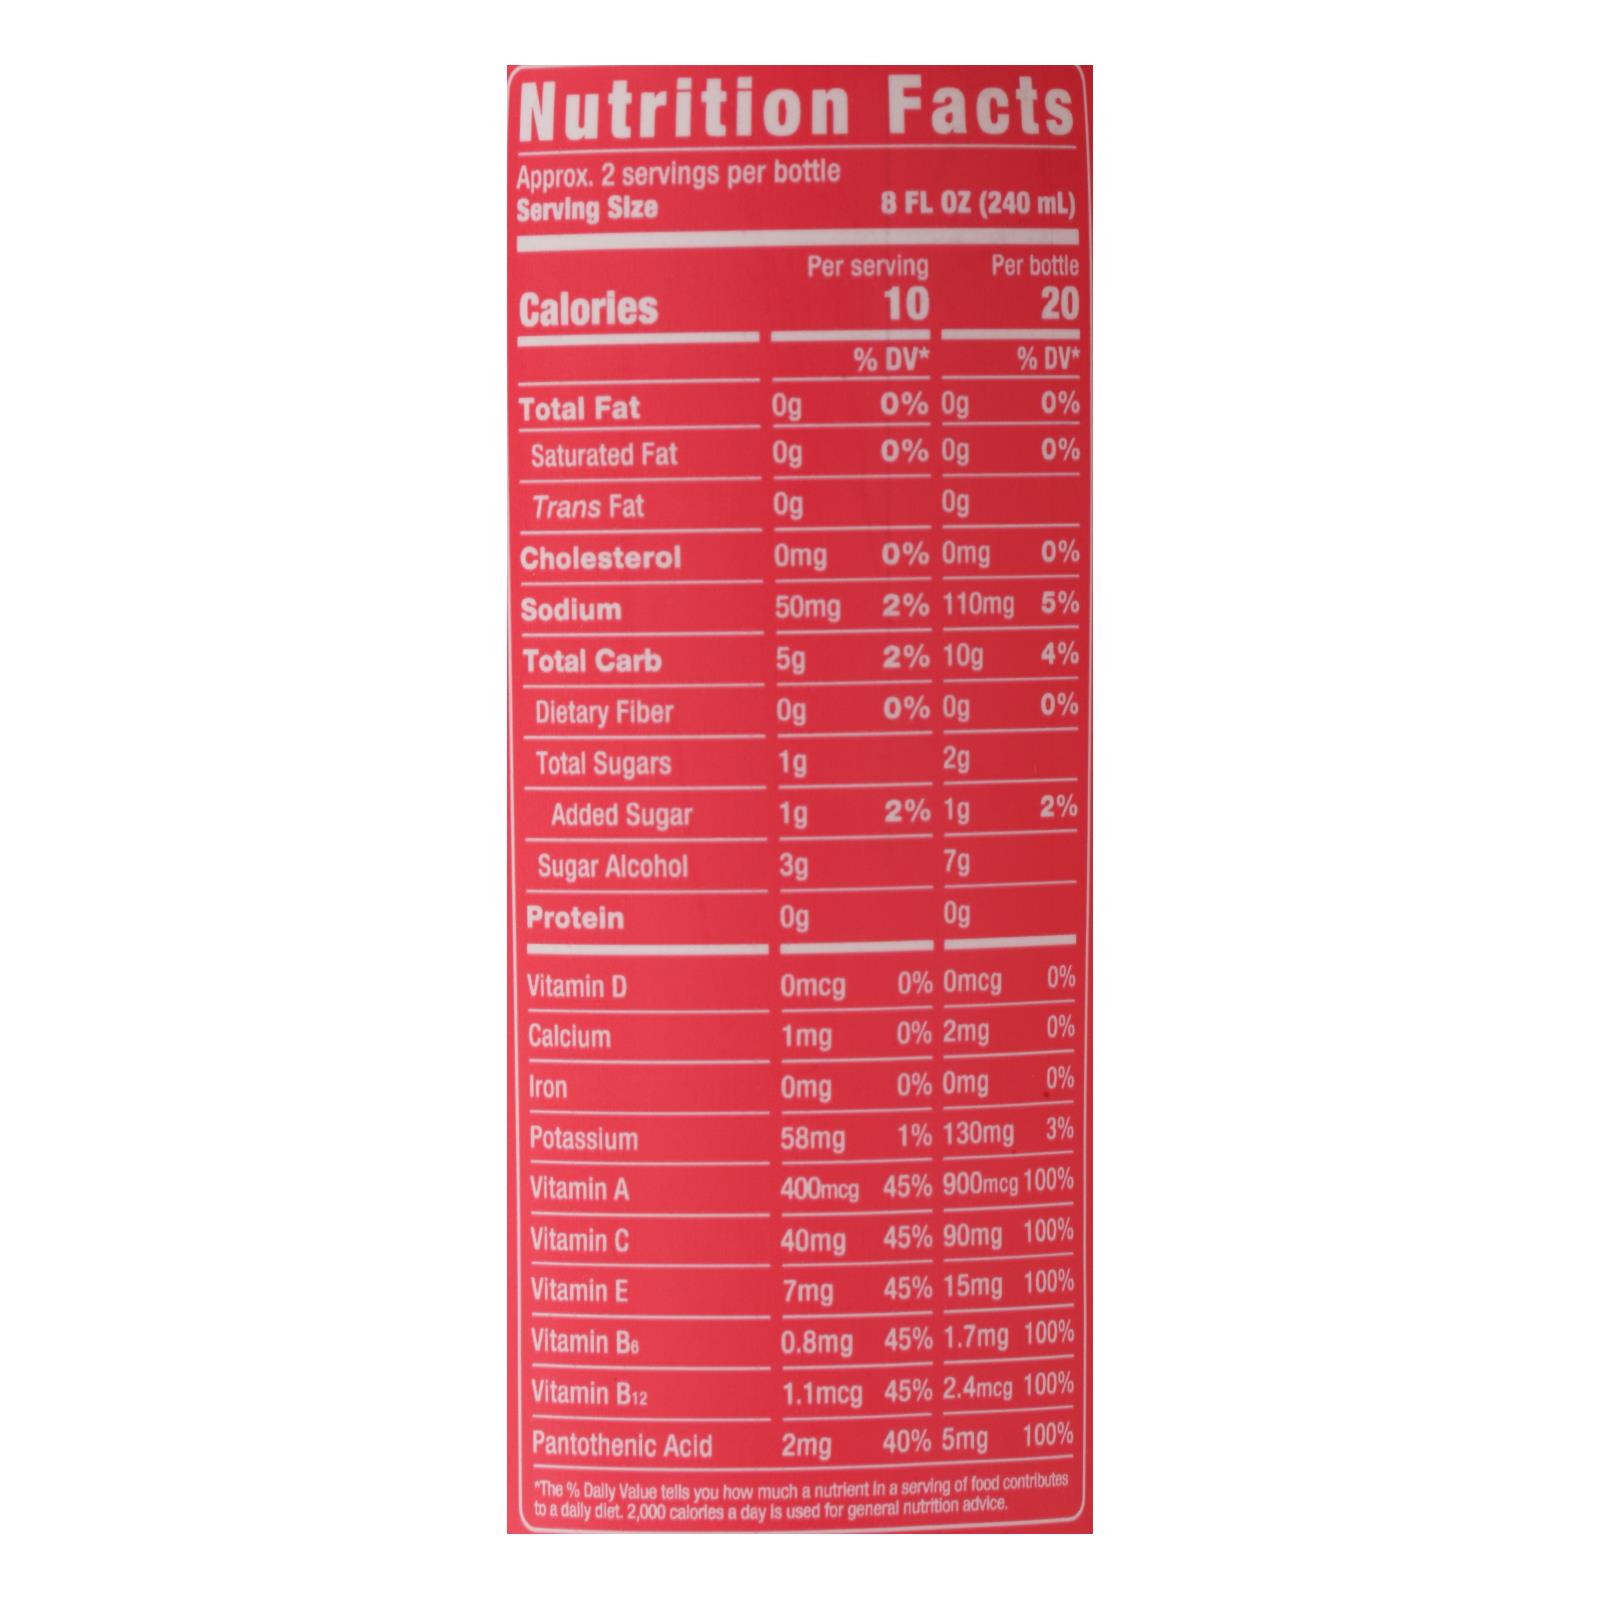 Nutrition Facts
Approx. 2 servings per bottle
Serving Size 8 FL OZ (240 mL)
Per serving Per bottle
Calories 10 20
% DV* % DV*
Total Fat 0g 0% 0g 0%
Saturated Fat 0g 0% 0g 0%
Trans Fat 0g 0g
Cholesterol 0mg 0% 0mg 0%
Sodium 50mg 2% 110mg 5%
Total Carb 5g 2% 10g 4%
Dietary Fiber 0g 0% 0g 0%
Total Sugars 1g 2g
Added Sugar 1g 2% 1g 2%
Sugar Alcohol 3g 7g
Protein 0g 0g
Vitamin D 0mcg 0% 0mcg 0%
Calcium 1mg 0% 2mg 0%
Iron 0mg 0% 0mg 0%
Potassium 58mg 1% 130mg 3%
Vitamin A 400mcg 45% 900mcg 100%
Vitamin C 40mg 45% 90mg 100%
Vitamin E 7mg 45% 15mg 100%
Vitamin B6 0.8mg 45% 1.7mg 100%
Vitamin B12 1.1mcg 45% 2.4mcg 100%
Pantothenic Acid 2mg 40% 5mg 100%
*The % Daily Value tells you how much a nutrient in a serving of food contributes
to a daily diet. 2,000 calories a day is used for general nutrition advice.